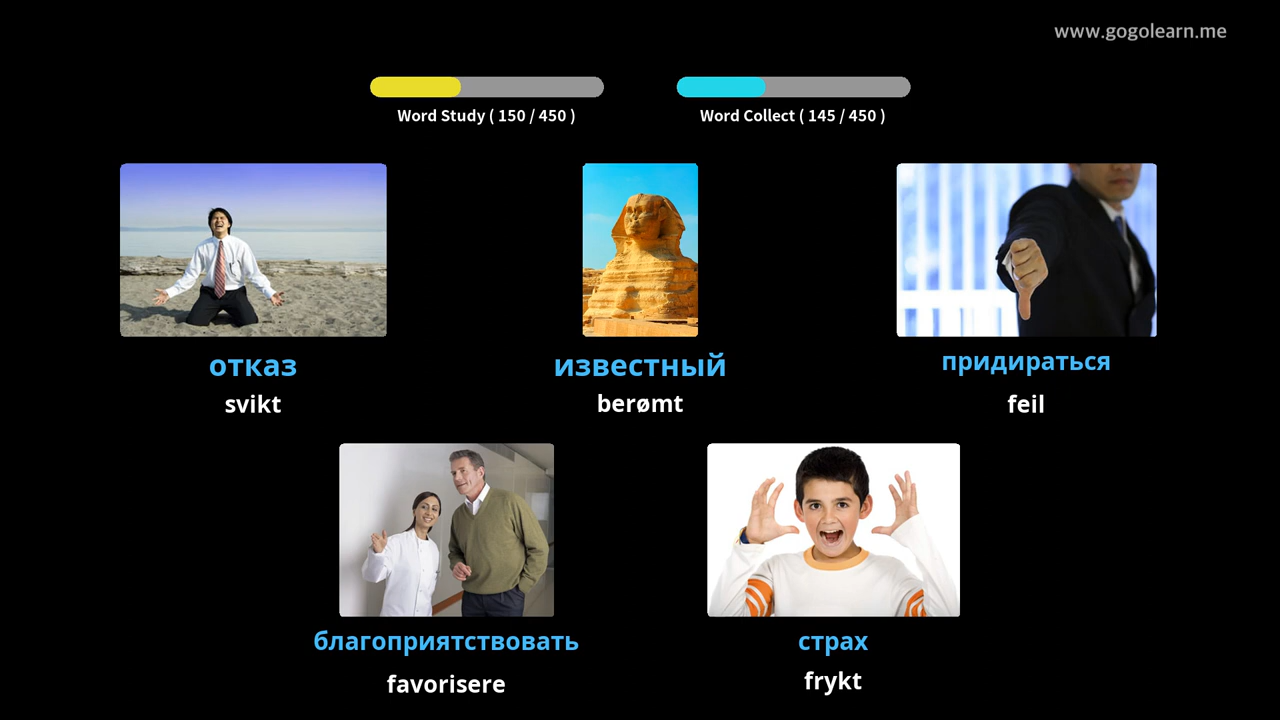 www.gogolearn.me
Word Study ( 150 / 450 )
Word Collect ( 145 / 450 )
отказ
svikt
известный
berømt
придираться
feil
благоприятствовать
favorisere
страх
frykt